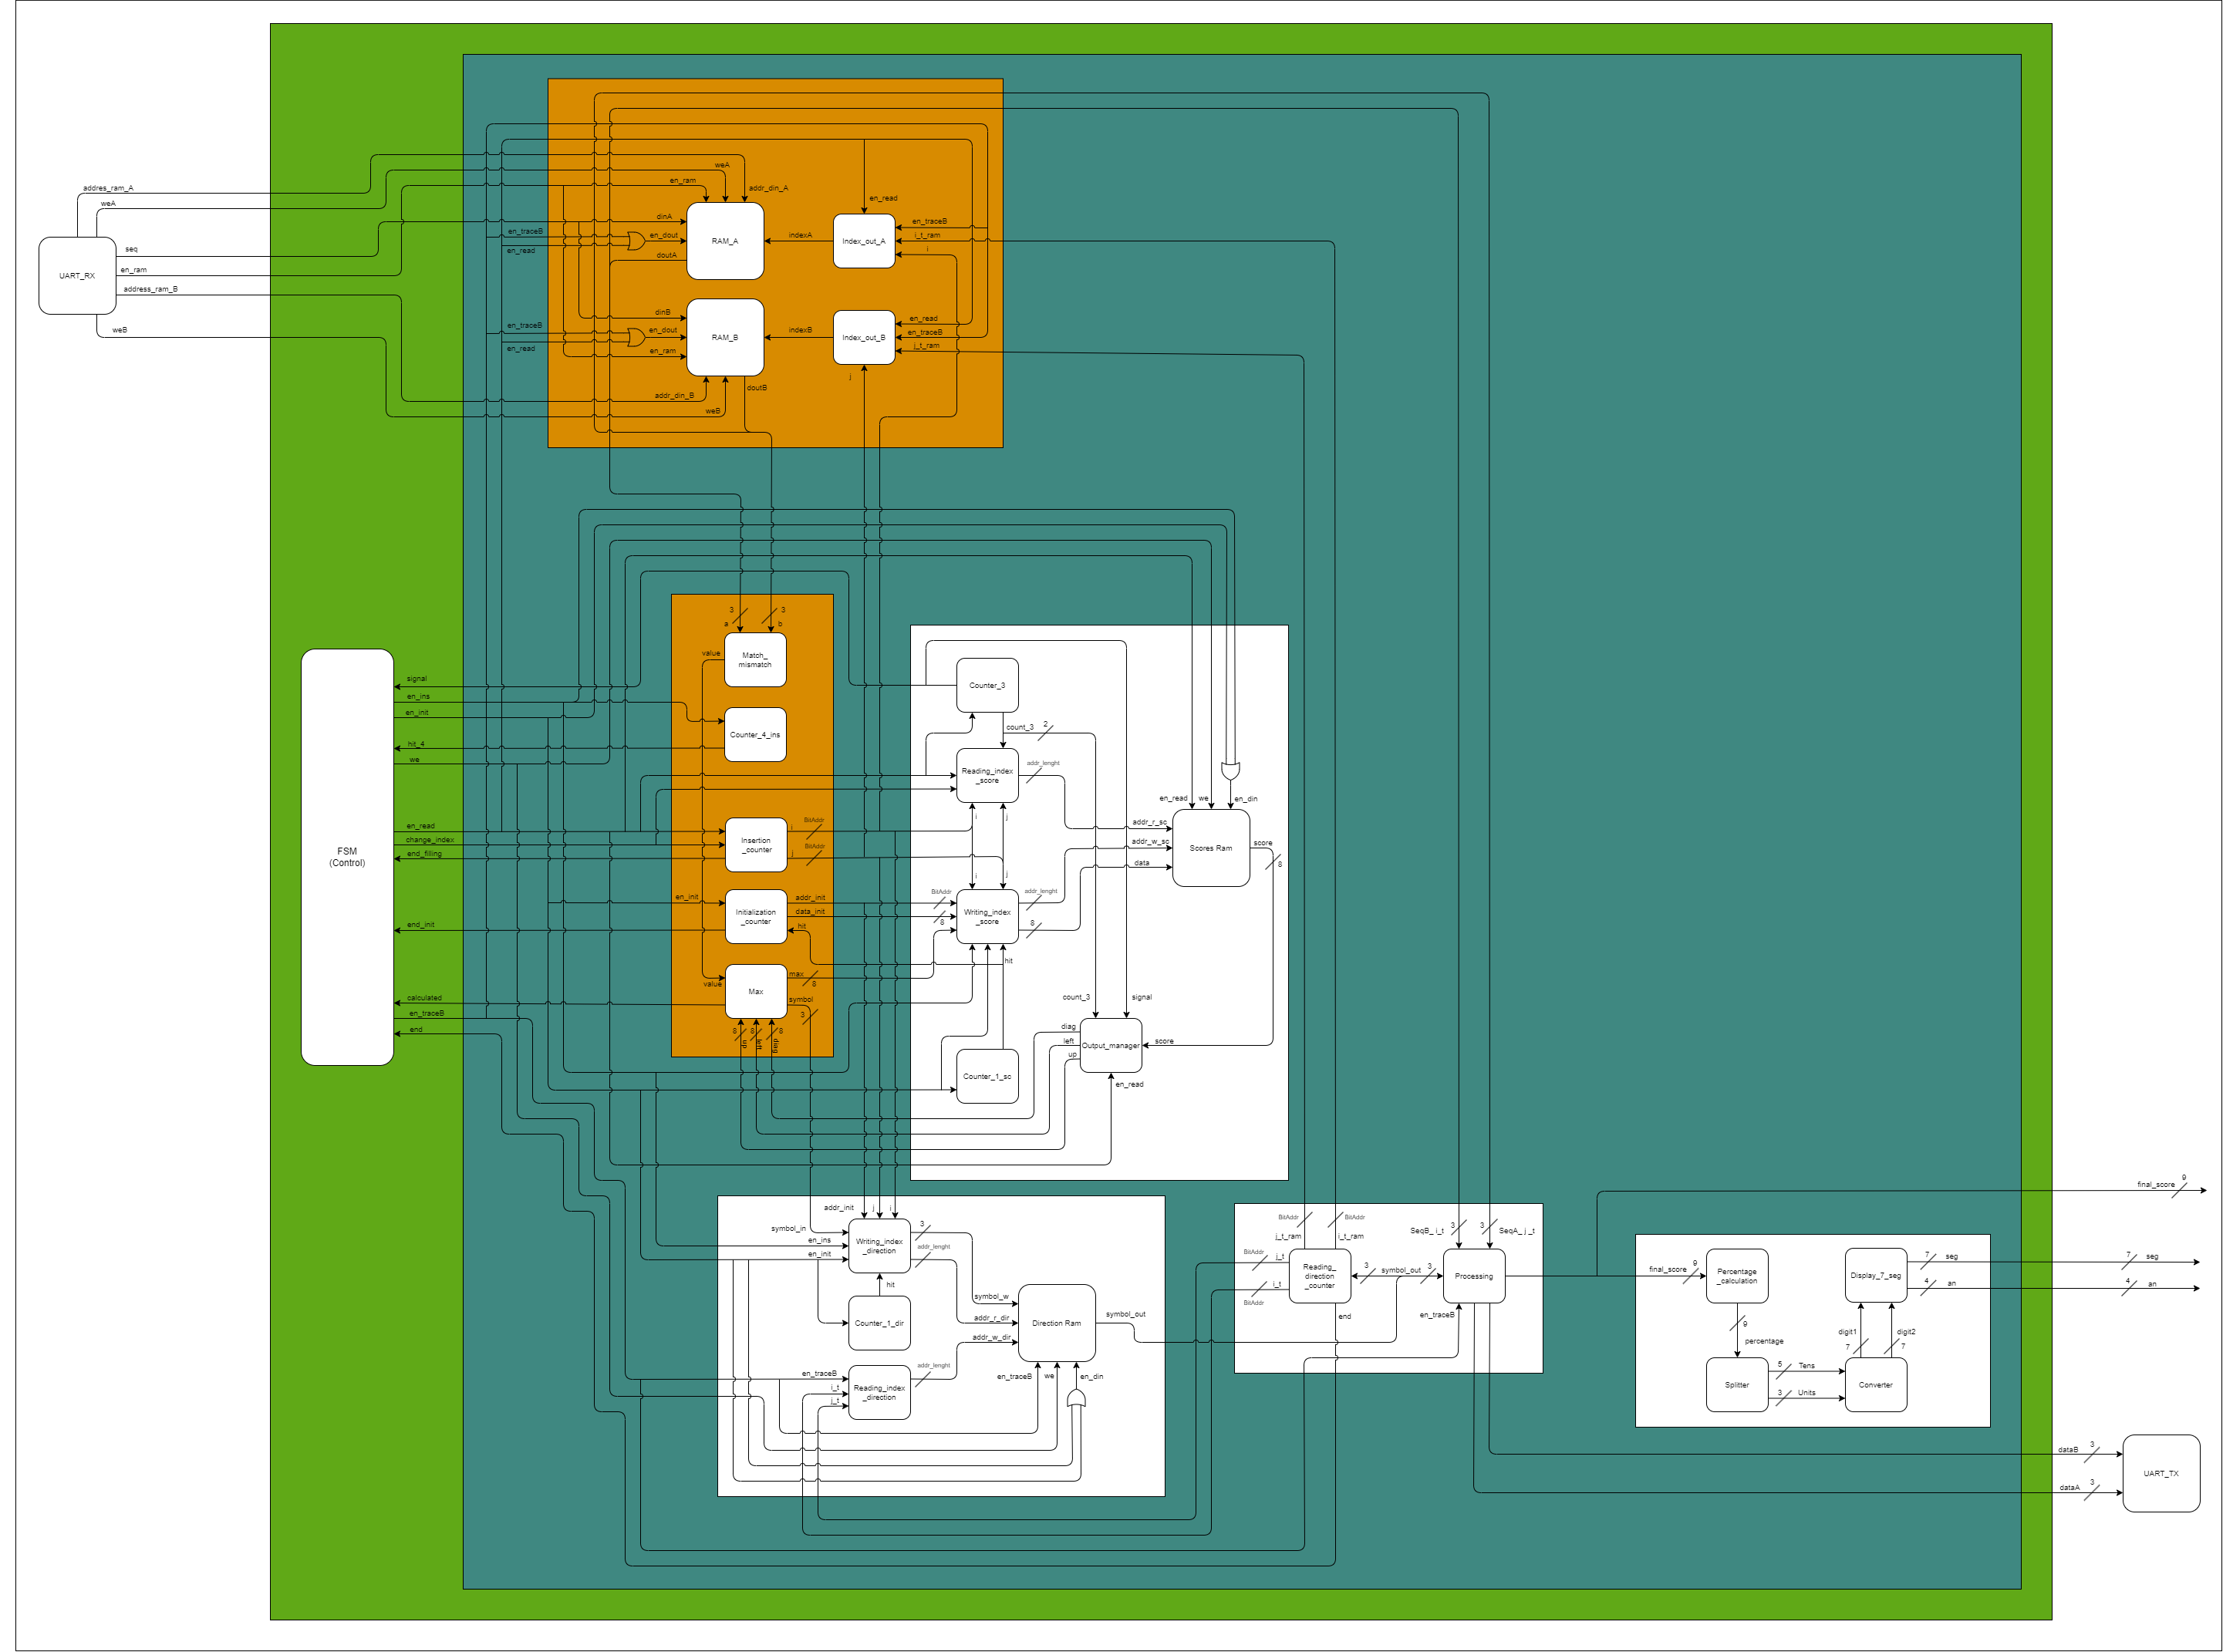 addres_ram_A
weA
seq
en_ram
address_ram_B
weB
UART_RX
weA
en_ram
addr_din_A
dinA
en_traceB
en_dout
en_read
doutA
RAM_A
indexA
Index_out_A
en_read
en_traceB
i_t_ram
i
dinB
en_traceB
en_dout
en_read
en_ram
RAM_B
indexB
Index_out_B
en_read
en_traceB
j_t_ram
j
doutB
addr_din_B
weB
FSM
(Control)
signal
en_ins
en_init
hit_4
we
en_read
change_index
end_filling
end_init
calculated
en_traceB
end
3
3
a
b
Match_
mismatch
value
Counter_4_ins
Insertion
_counter
i
BitAddr
j
BitAddr
en_init
Initialization
_counter
addr_init
data_init
hit
Max
value
max
8
symbol
3
8
8
8
up
left
diag
Counter_3
count_3
2
Reading_index
_score
addr_lenght
i
j
i
j
BitAddr
8
Writing_index
_score
addr_lenght
8
hit
Counter_1_sc
en_read
we
en_din
addr_r_sc
addr_w_sc
data
Scores Ram
score
8
count_3
signal
diag
left
up
Output_manager
score
en_read
addr_init
j
i
symbol_in
en_ins
en_init
Writing_index
_direction
3
addr_lenght
hit
Counter_1_dir
en_traceB
i_t
j_t
Reading_index
_direction
addr_lenght
symbol_w
addr_r_dir
addr_w_dir
Direction Ram
en_traceB
we
en_din
symbol_out
BitAddr
BitAddr
j_t_ram
i_t_ram
BitAddr
j_t
i_t
BitAddr
Reading_
direction
_counter
end
3
symbol_out
3
SeqB_ i_t
3
3
SeqA_ j_t
Processing
en_traceB
final_score
9
final_score
9
Percentage
_calculation
9
percentage
Splitter
5
Tens
3
Units
Converter
digit1
7
digit2
7
Display_7_seg
7
seg
4
an
7
seg
4
an
dataB
3
dataA
3
UART_TX